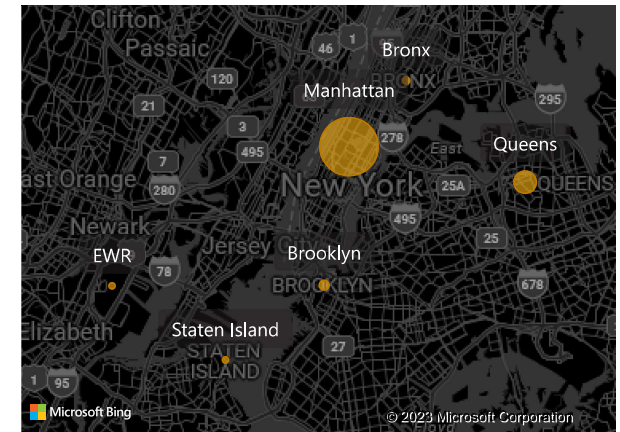 Clifton
Passaic
46
1
Bronx
BRONX
120
Manhattan
21
295
3
278
495
East
Queens
7
ast Orange
280
New York
25A
QUEENS
Newark
495
Jersey
25
EWR
78
Brooklyn
BROOKLYN
678
Elizabeth
Staten Island
STATEN
ISLAND
27
1
95
Microsoft Bing
© 2023 Microsoft Corporation